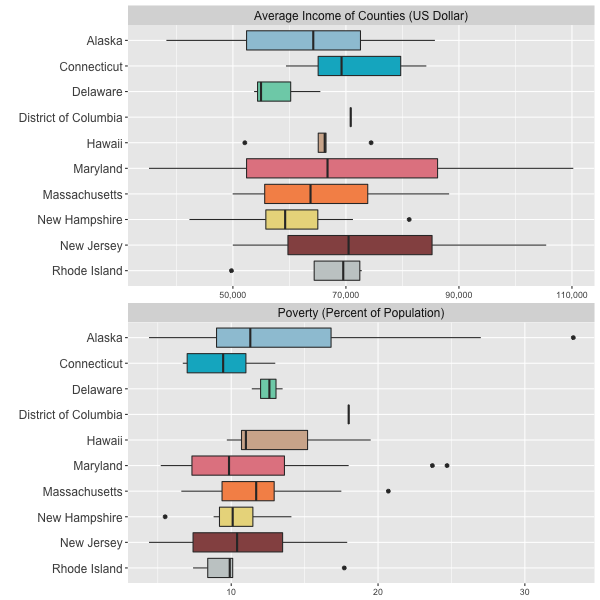 Average Income of Counties (US Dollar)
Alaska
Connecticut
Delaware
District of Columbia
Hawaii
Maryland
Massachusetts
New Hampshire
New Jersey
Rhode Island
50,000 70,000 90,000 110,000
Poverty (Percent of Population)
Alaska
Connecticut
Delaware
District of Columbia
Hawaii
Maryland
Massachusetts
New Hampshire
New Jersey
Rhode Island
10 20 30